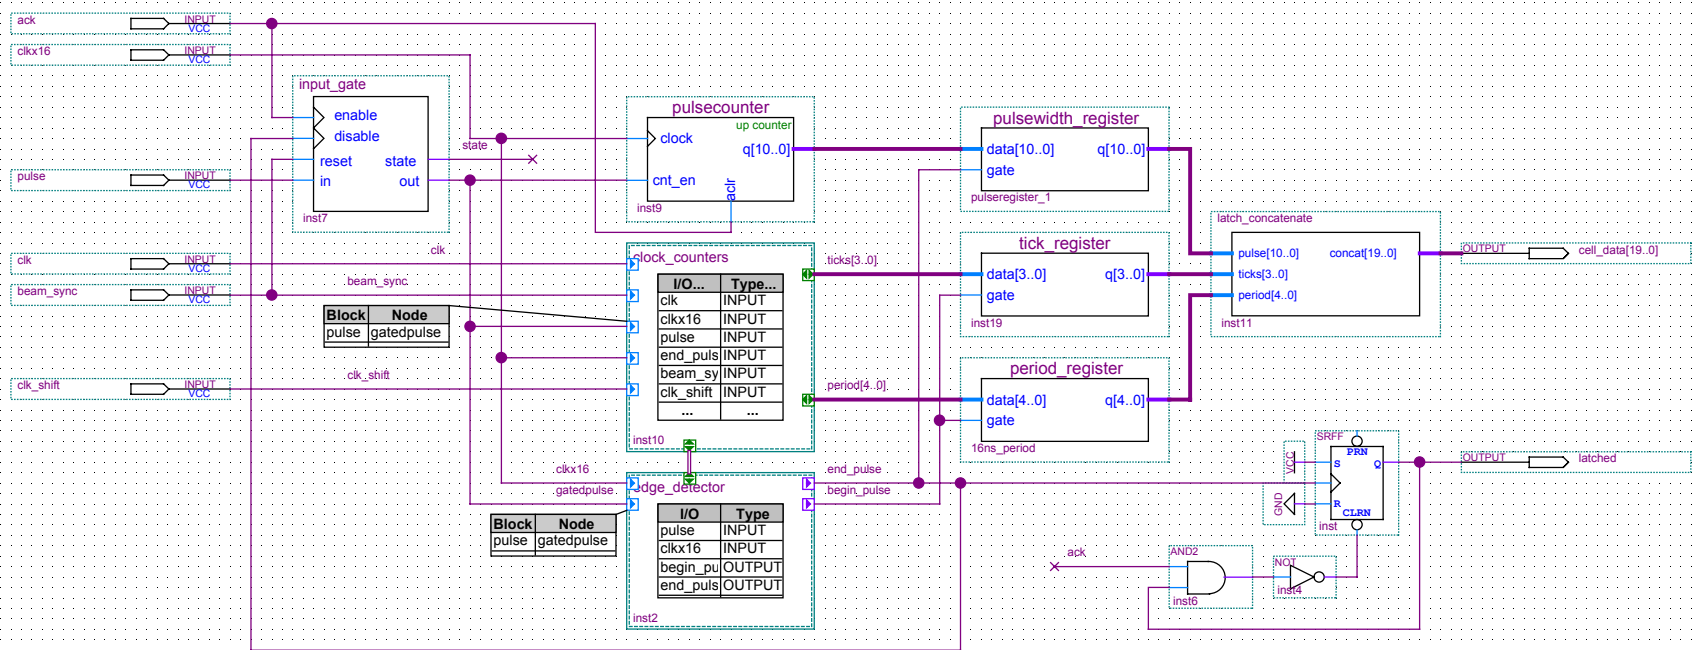 ack
INPUT
VCC
clkx16
INPUT
VCC
input_gate
enable
disable
reset
state
in
out
inst7
state
pulse
INPUT
VCC
pulsecounter
up counter
clock
q[10..0]
cnt_en
aclr
inst9
pulsewidth_register
data[10..0]
q[10..0]
gate
pulseregister_1
latch_concatenate
pulse[10..0]
concat[19..0]
ticks[3..0]
period[4..0]
inst11
OUTPUT
cell_data[19..0]
clk
INPUT
VCC
clk
beam_sync
INPUT
VCC
beam_sync
Block Node
pulse gatedpulse
clk_shift
INPUT
VCC
clk_shift
clock_counters
I/O... Type...
clk INPUT
clkx16 INPUT
pulse INPUT
end_puls INPUT
beam_sy INPUT
clk_shift INPUT
... ...
inst10
ticks[3..0]
period[4..0]
tick_register
data[3..0]
q[3..0]
gate
inst19
period_register
data[4..0]
q[4..0]
gate
16ns_period
clkx16
gatedpulse
Block Node
pulse gatedpulse
edge_detector
I/O Type
pulse INPUT
clkx16 INPUT
begin_pu OUTPUT
end_puls OUTPUT
inst2
end_pulse
begin_pulse
VCC
GND
SRFF
PRN
S
Q
R
CLRN
inst
OUTPUT
latched
ack
AND2
inst6
NOT
inst4